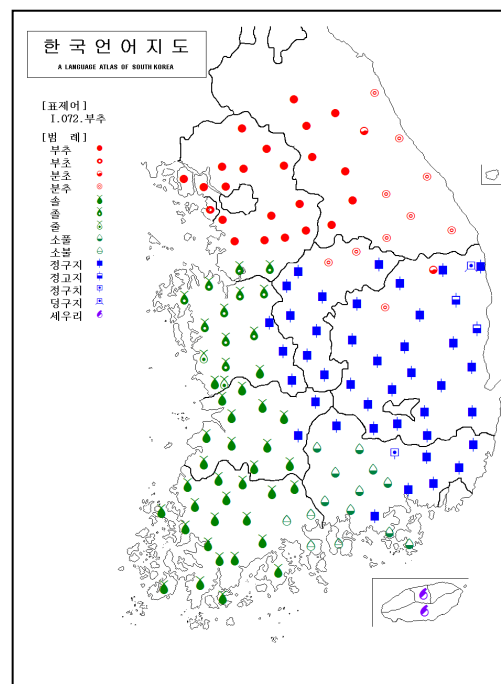 한국언어지도
A LANGUAGE ATLAS OF SOUTH KOREA
[표제어]
I.072.부추
[범 례]
부추
부초
분초
분추
솔
졸
줄
소풀
소불
정구지
정고지
정구치
덩구지
세우리